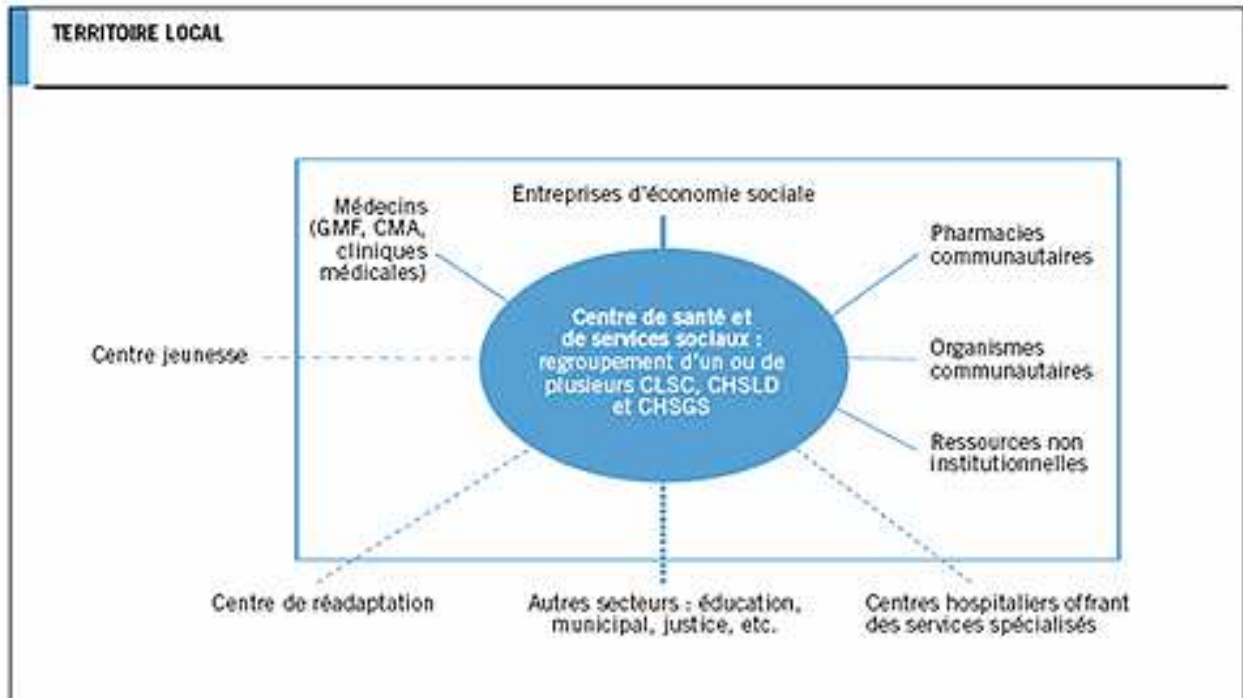 TERRITOIRE LOCAL
Entreprises d'économie sociale
Médecins
(GMF, CMA,
cliniques
médicales)
Pharmacies
communautaires
Centre de santé et
de services sociaux :
regroupement d'un ou de
plusieurs CLSC, CHSLD
et CHSGS
Centre jeunesse
Organismes
communautaires
Ressources non
institutionnelles
Centre de réadaptation
Autres secteurs : éducation,
municipal, justice, etc.
Centres hospitaliers offrant
des services spécialisés